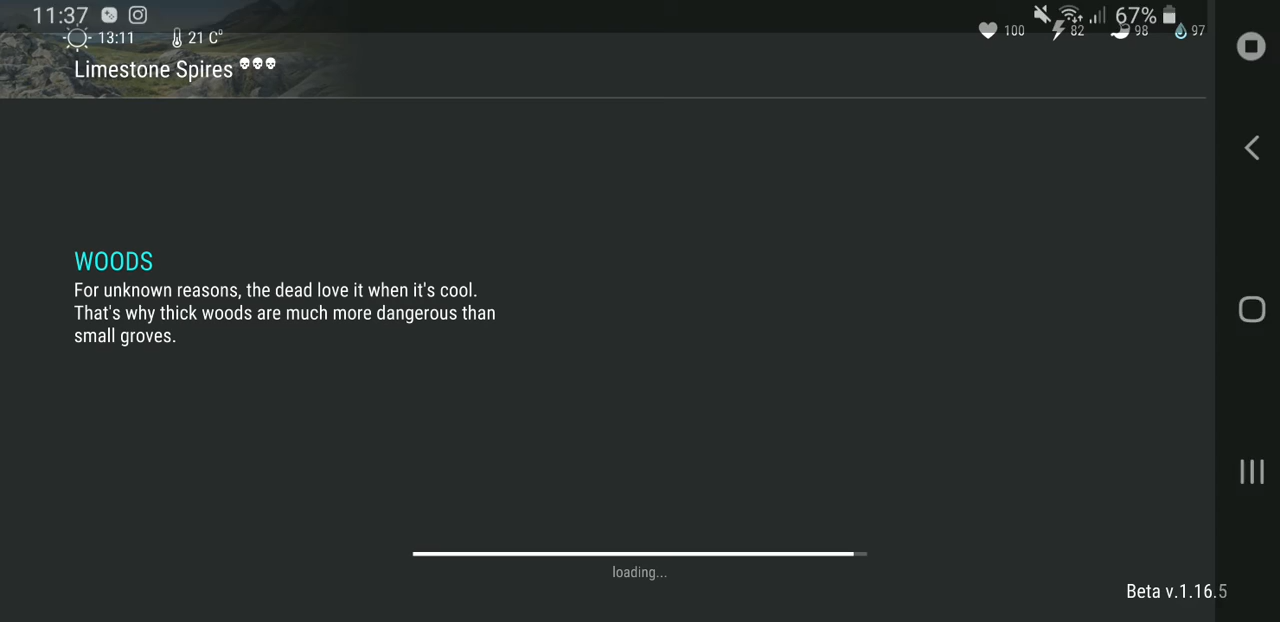 11:37
67%
13:11 21 C°
100 82 98 97
Limestone Spires
WOODS
For unknown reasons, the dead love it when it's cool.
That's why thick woods are much more dangerous than
small groves.
loading...
Beta v.1.16.5